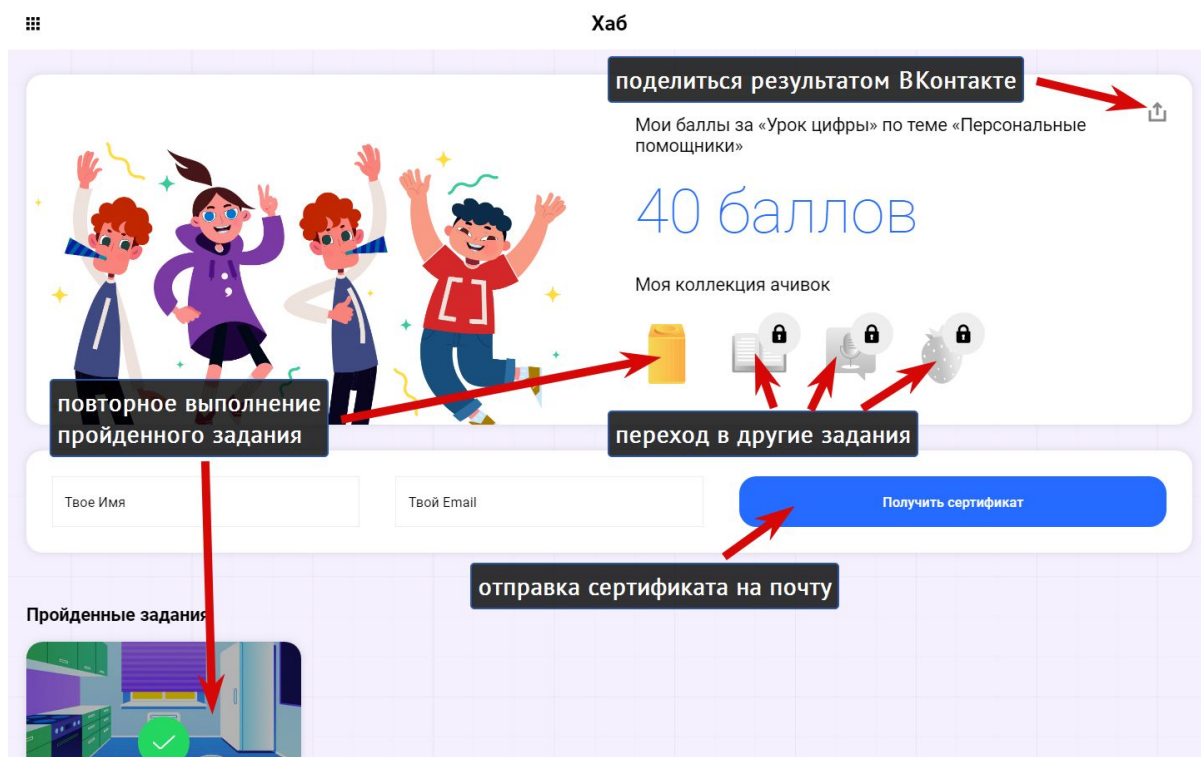 Хаб
поделиться результатом ВКонтакте
Мои баллы за «Урок цифры» по теме «Персональные
помощники»
40 баллов
Моя коллекция ачивок
повторное выполнение
пройденного задания
переход в другие задания
Твое Имя
Твой Email
Получить сертификат
отправка сертификата на почту
Пройденные задания